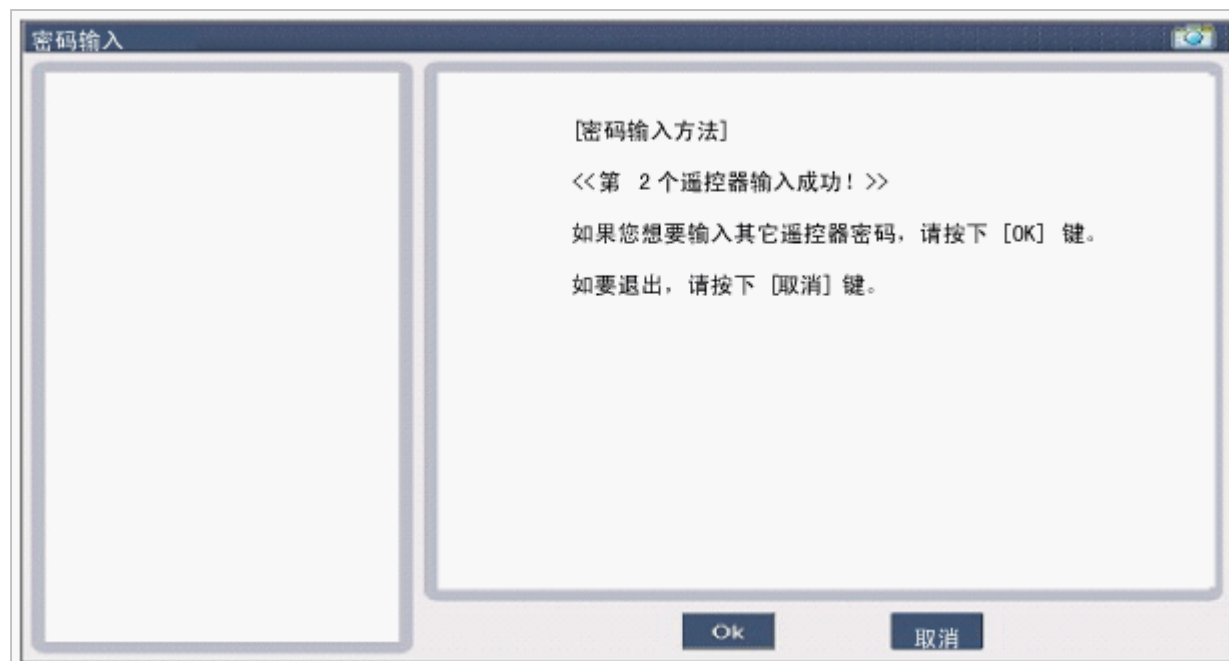 密码输入
[密码输入方法]
<<第 2个遥控器输入成功! >>
如果您想要输入其它遥控器密码, 请按下 [OK] 键。
如要退出, 请按下 [取消] 键。
Ok
取消